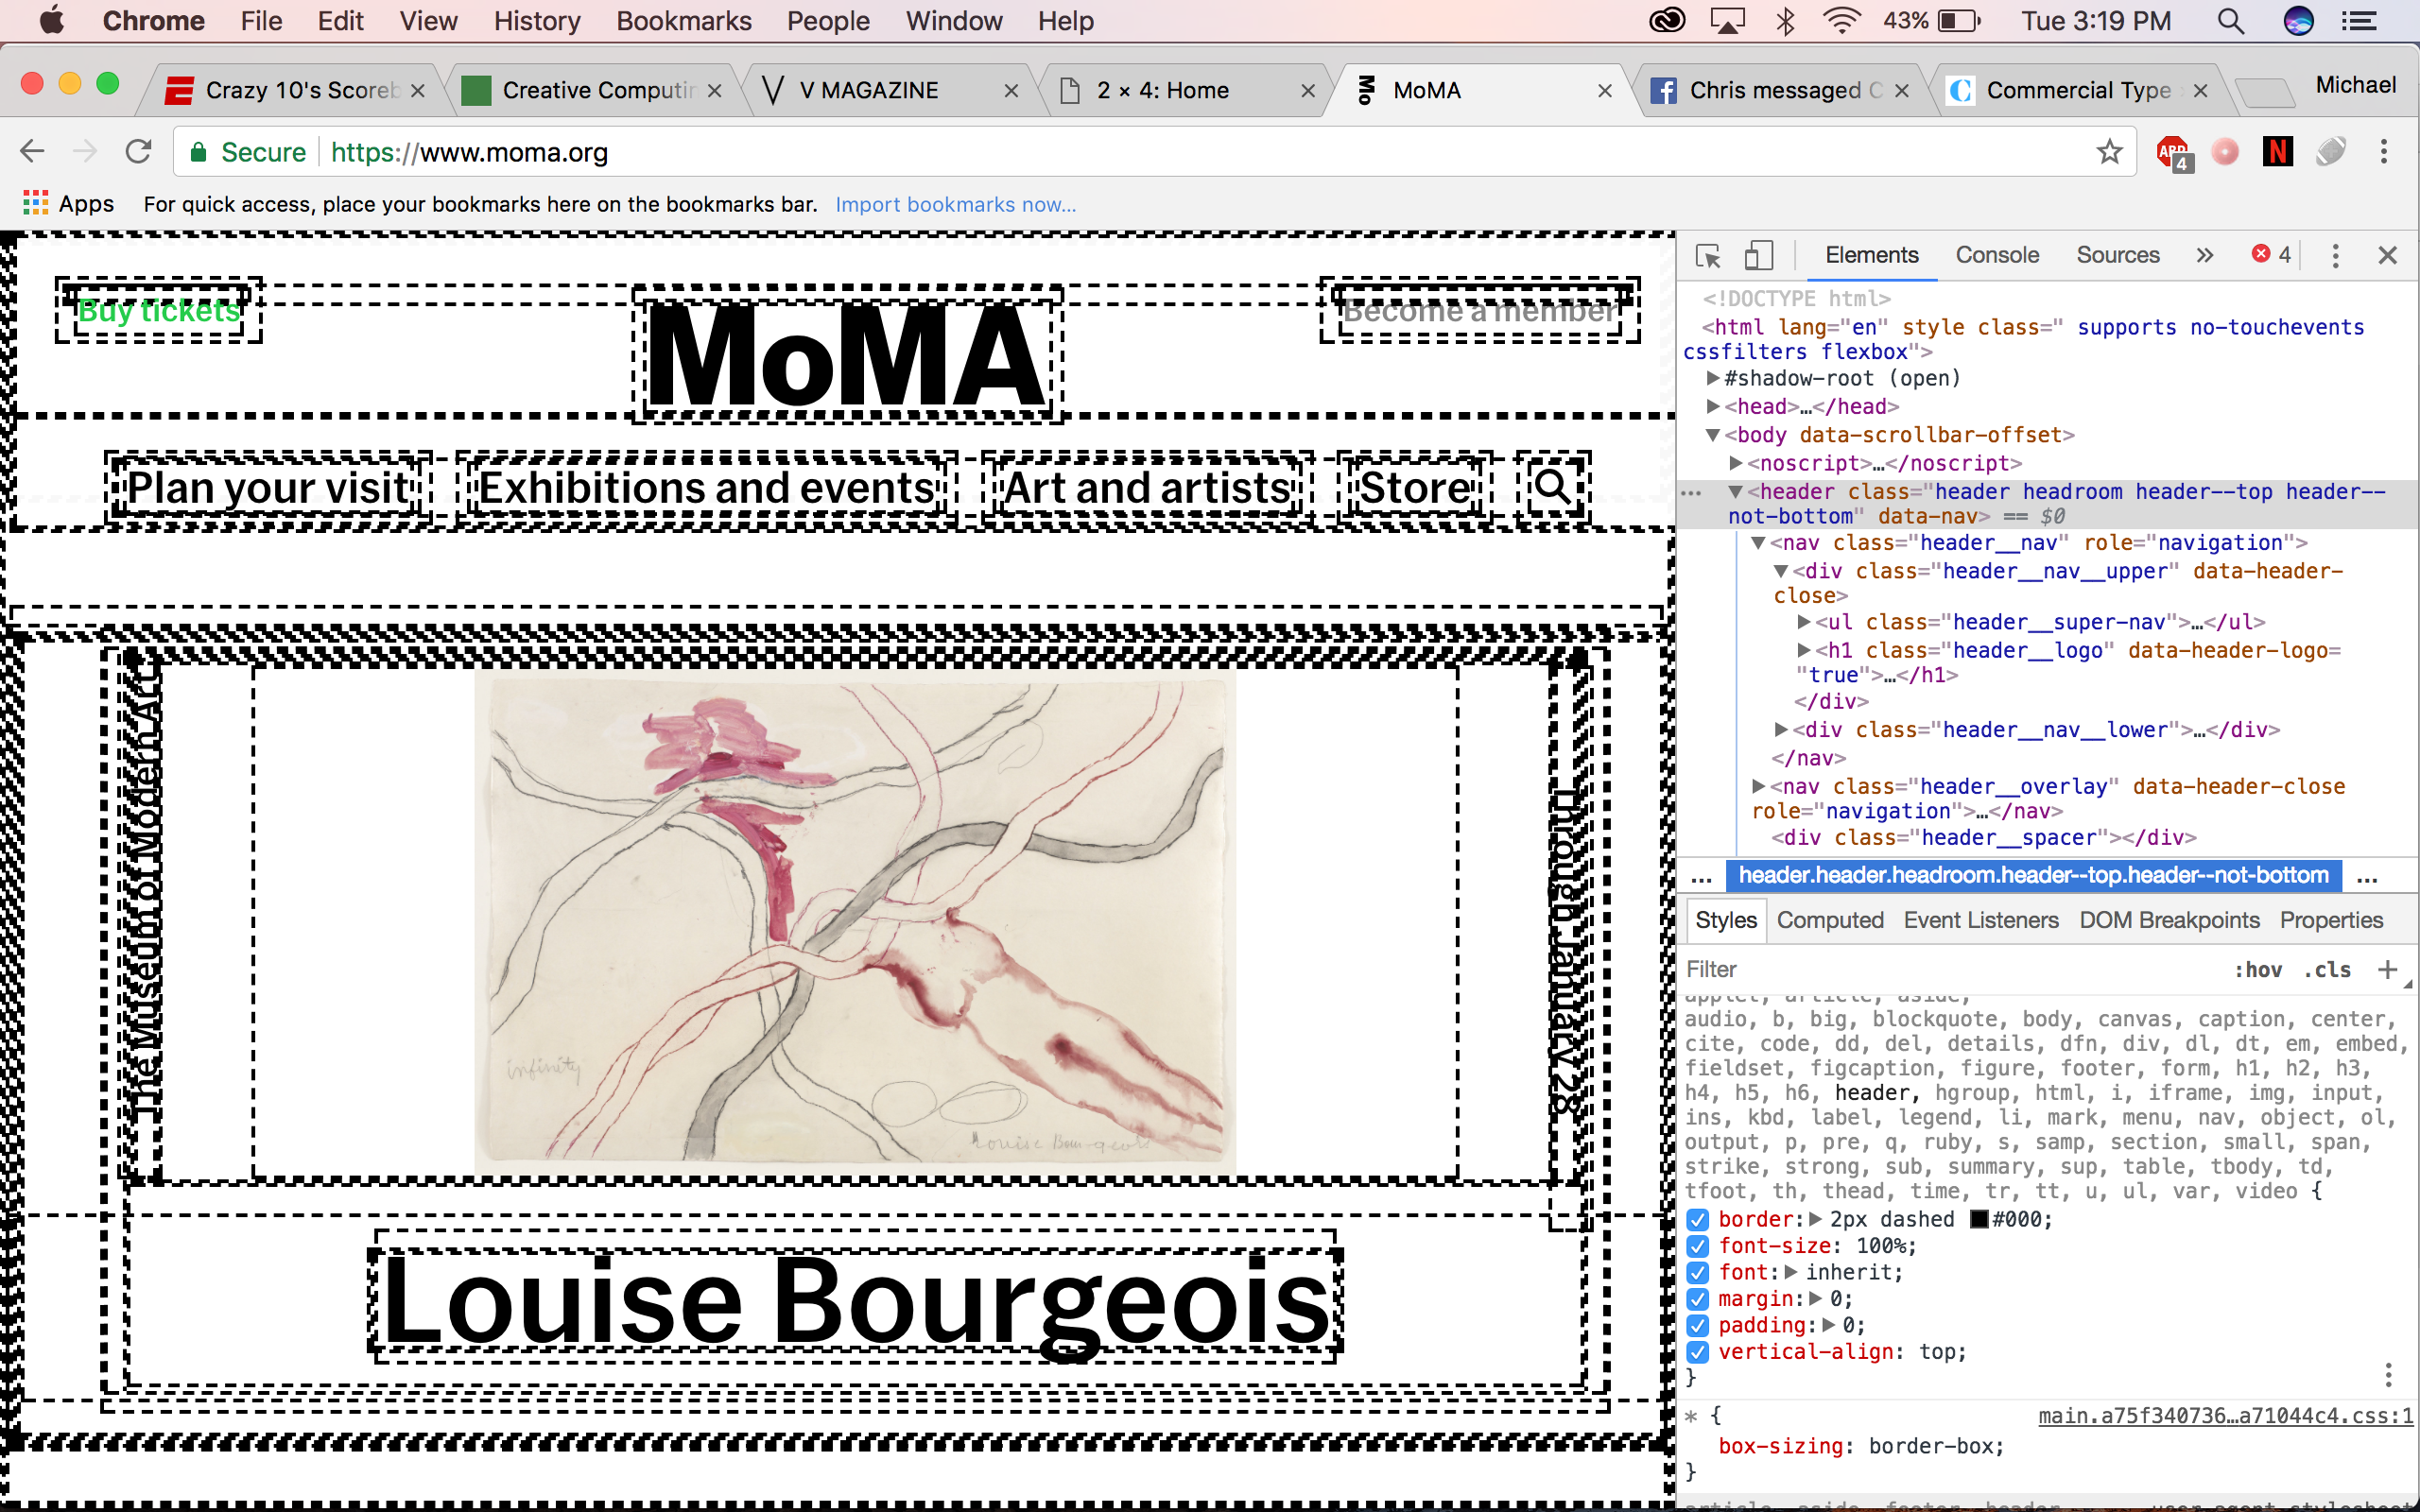 Chrome File Edit View History Bookmarks People Window Help 43% Tue 3:19 PM
Crazy 10's Scoreb Creative Computin V MAGAZINE 2 × 4: Home MoMA Chris messaged C Commercial Type Michael
Secure https://www.moma.org ABP 4 N
Apps For quick access, place your bookmarks here on the bookmarks bar. Import bookmarks now...
Buy tickets
MoMA
Become a member
Plan your visit Exhibitions and events Art and artists Store
The Museum of Modern Art
infinity
Louise Bourgeois
Through January 28
Louise Bourgeois
Elements Console Sources » 4
<!DOCTYPE html>
<html lang="en" style class=" supports no-touchevents
cssfilters flexbox">
▶#shadow-root (open)
▶<head>…</head>
▼<body data-scrollbar-offset>
▶<noscript>…</noscript>
… ▼<header class="header headroom header--top header--
not-bottom" data-nav> == $0
▼<nav class="header__nav" role="navigation">
▼<div class="header__nav__upper" data-header-
close>
▶<ul class="header__super-nav">…</ul>
▶<h1 class="header__logo" data-header-logo=
"true">…</h1>
</div>
▶<div class="header__nav__lower">…</div>
</nav>
▶<nav class="header__overlay" data-header-close
role="navigation">…</nav>
<div class="header__spacer"></div>
... header.header.headroom.header--top.header--not-bottom ...
Styles Computed Event Listeners DOM Breakpoints Properties
Filter :hov .cls +
applet, article, aside,
audio, b, big, blockquote, body, canvas, caption, center,
cite, code, dd, del, details, dfn, div, dl, dt, em, embed,
fieldset, figcaption, figure, footer, form, h1, h2, h3,
h4, h5, h6, header, hgroup, html, i, iframe, img, input,
ins, kbd, label, legend, li, mark, menu, nav, object, ol,
output, p, pre, q, ruby, s, samp, section, small, span,
strike, strong, sub, summary, sup, table, tbody, td,
tfoot, th, thead, time, tr, tt, u, ul, var, video {
border:▶2px dashed #000;
font-size: 100%;
font:▶inherit;
margin:▶0;
padding:▶0;
vertical-align: top;
}
* { main.a75f340736…a71044c4.css:1
box-sizing: border-box;
}